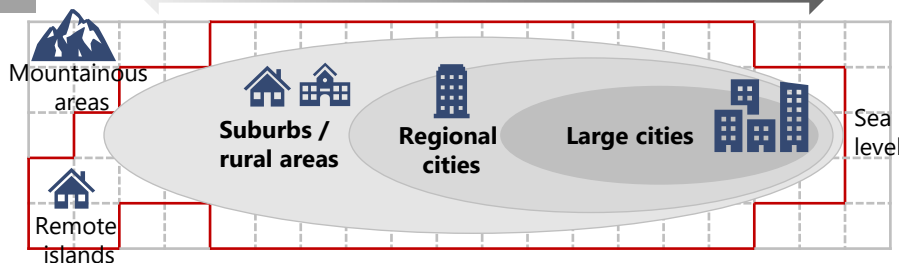 Mountainous
areas
Suburbs /
rural areas
Regional
cities
Large cities
Sea
level
Remote
islands